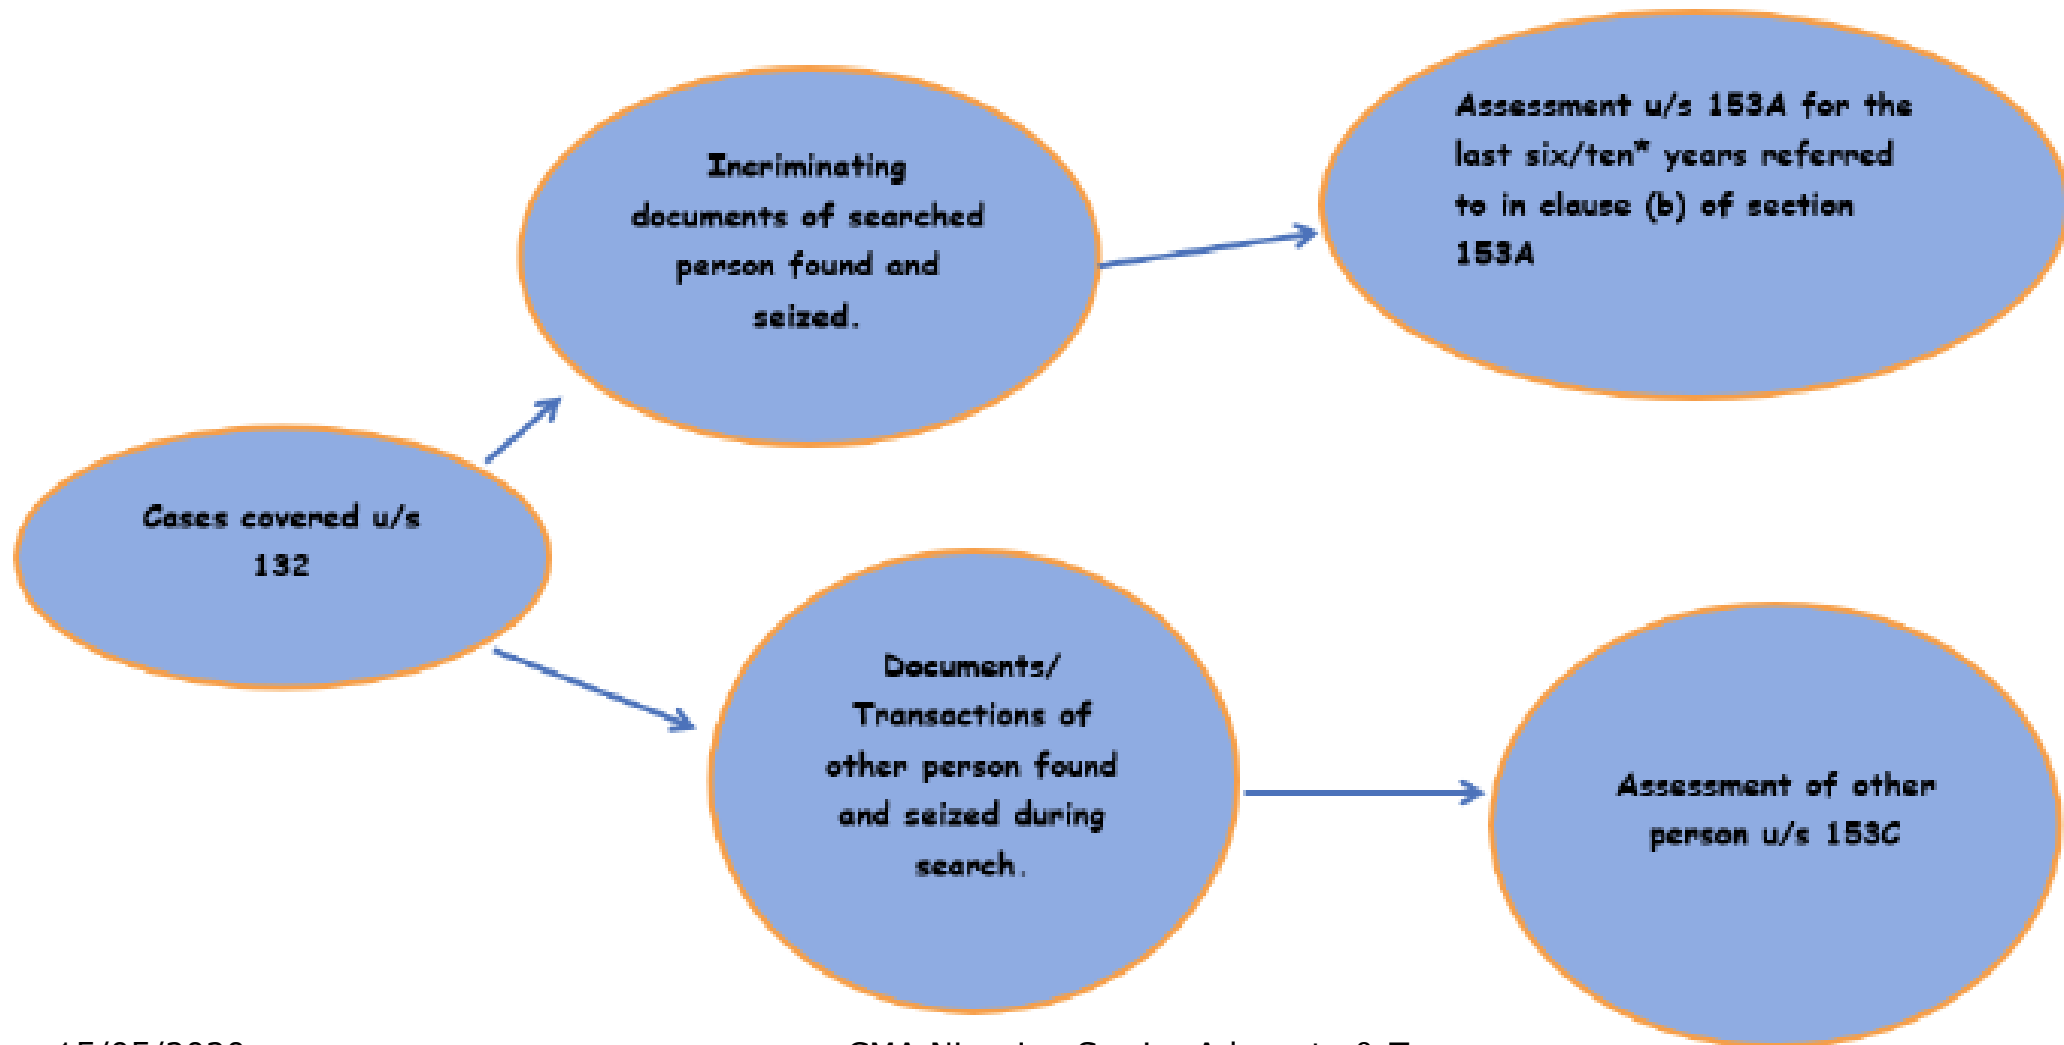 Assessment u/s 153A for the
last six/ten* years referred
to in clause (b) of section
153A
Incriminating
documents of searched
person found and
seized.
Cases covered u/s
132
Documents/
Transactions of
other person found
and seized during
search.
Assessment of other
person u/s 153C
CMA